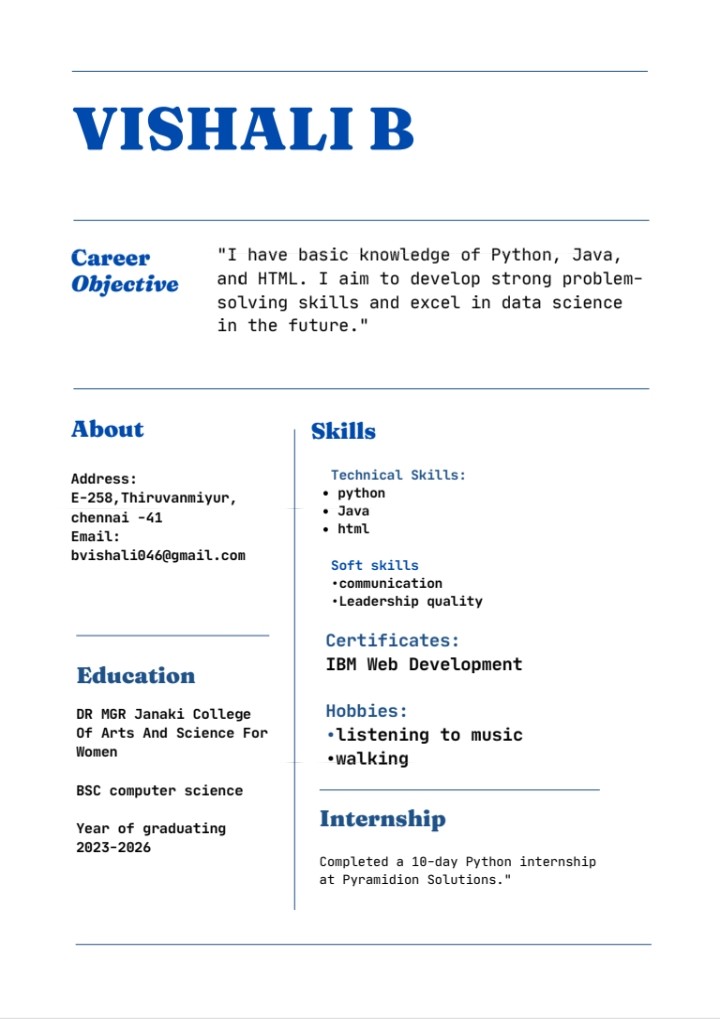 VISHALI B
Career
Objective
"I have basic knowledge of Python, Java,
and HTML. I aim to develop strong problem-
solving skills and excel in data science
in the future."
About
Address:
E-258,Thiruvanmiyur,
chennai -41
Email:
bvishali046@gmail.com
Education
DR MGR Janaki College
Of Arts And Science For
Women
BSC computer science
Year of graduating
2023-2026
Skills
Technical Skills:
• python
• Java
• html
Soft skills
•communication
•Leadership quality
Certificates:
IBM Web Development
Hobbies:
•listening to music
•walking
Internship
Completed a 10-day Python internship
at Pyramidion Solutions."